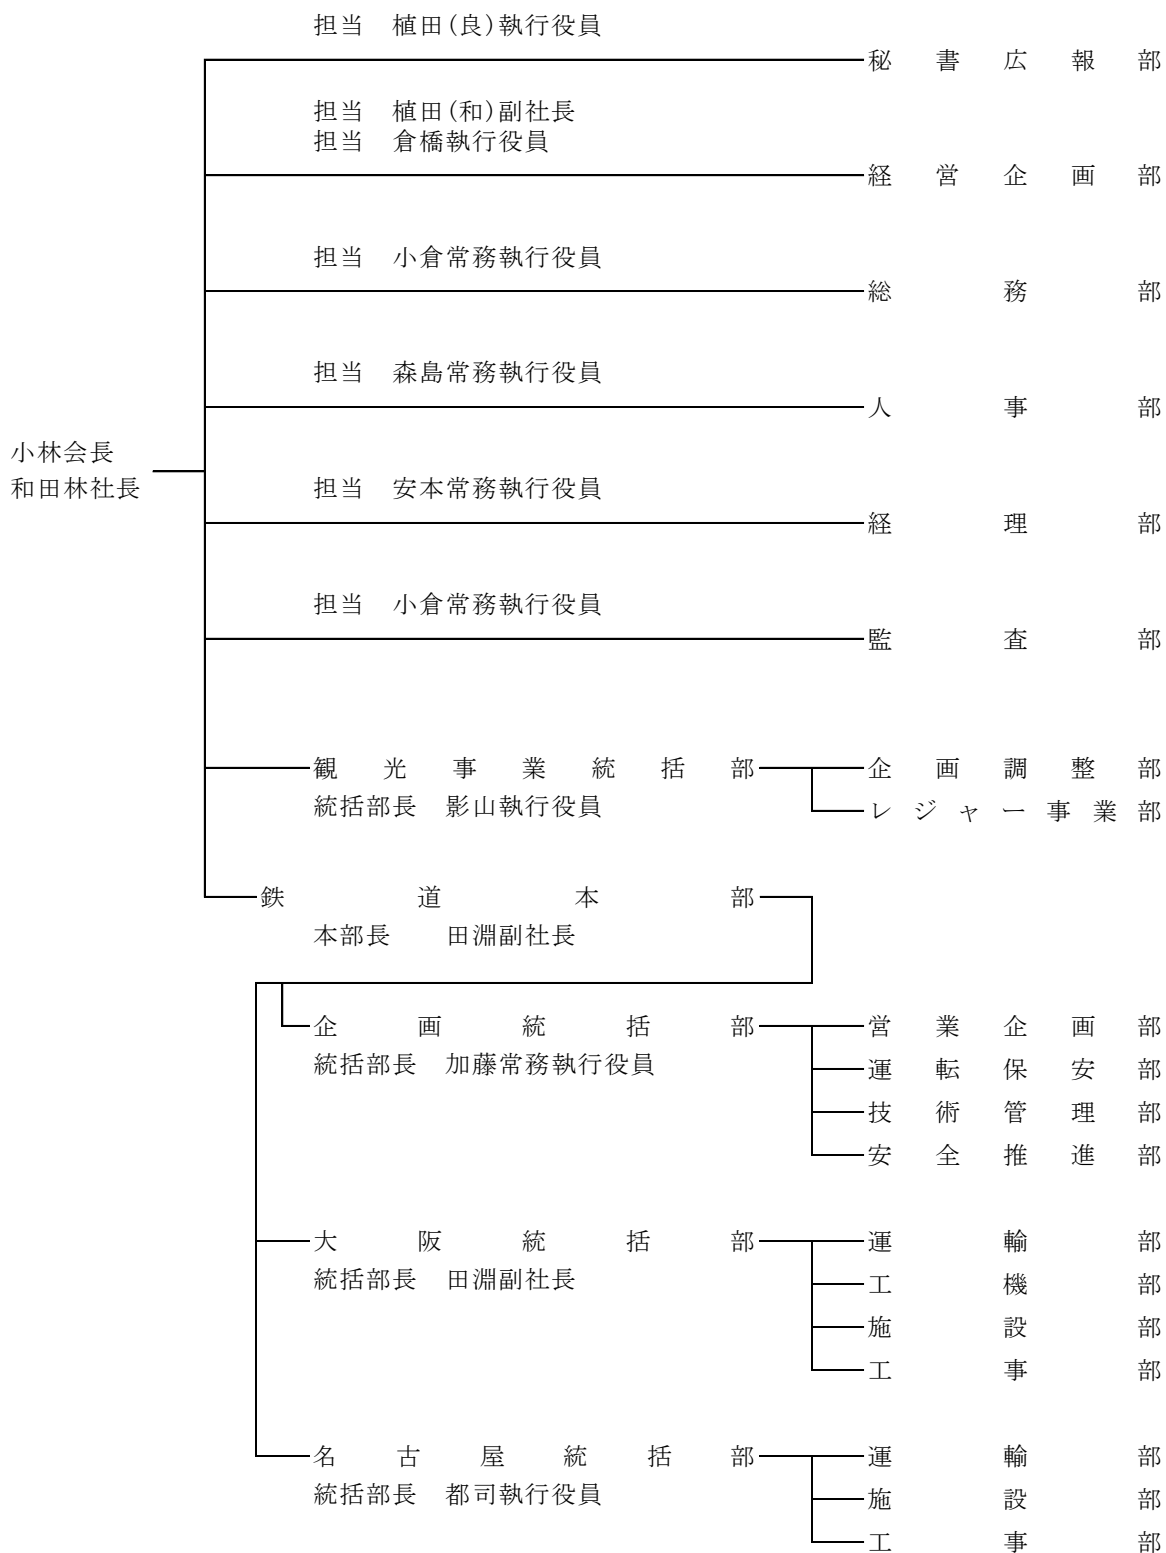 担当　植田(良)執行役員
秘書広報部
担当　植田(和)副社長
担当　倉橋執行役員
経営企画部
担当　小倉常務執行役員
総務部
担当　森島常務執行役員
人事部
小林会長
和田林社長
担当　安本常務執行役員
経理部
担当　小倉常務執行役員
監査部
観光事業統括部
統括部長　影山執行役員
企画調整部
レジャー事業部
鉄道本部
本部長　田淵副社長
企画統括部
統括部長　加藤常務執行役員
営業企画部
運転保安部
技術管理部
安全推進部
大阪統括部
統括部長　田淵副社長
運輸部
工機部
施設部
工事部
名古屋統括部
統括部長　都司執行役員
運輸部
施設部
工事部